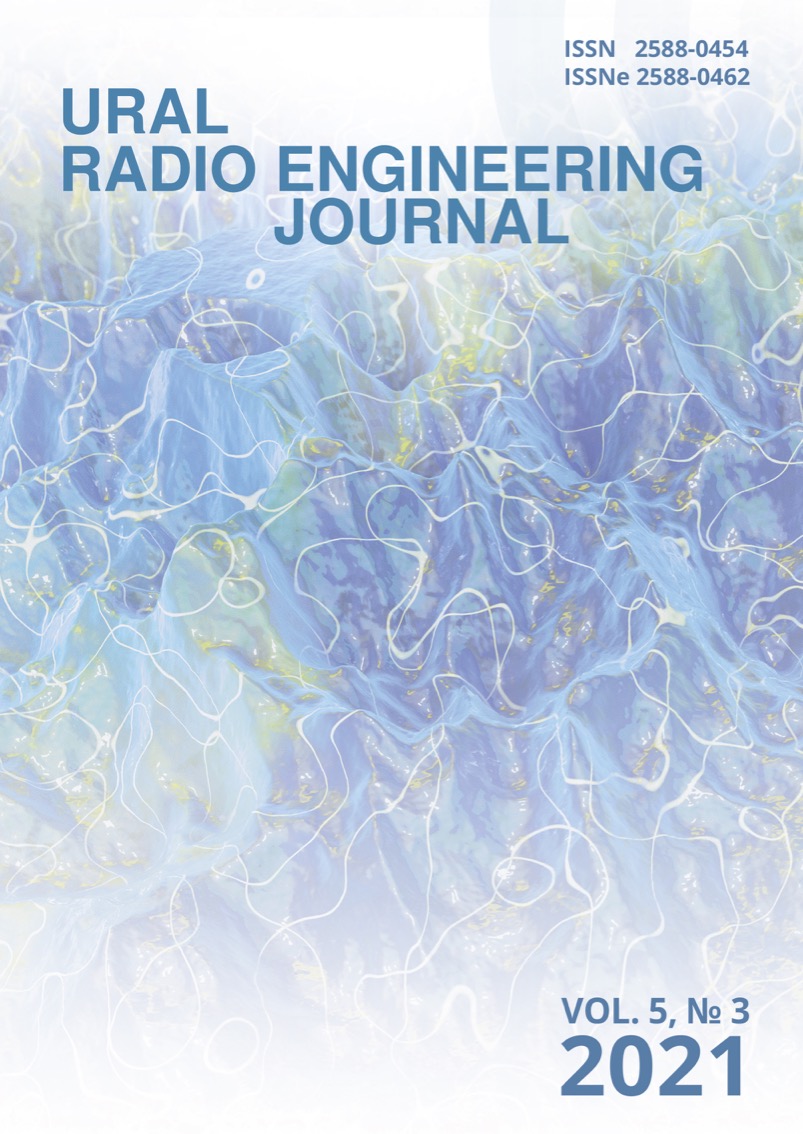 ISSN 2588-0454
ISSNe 2588-0462
URAL
RADIO ENGINEERING
JOURNAL
VOL. 5, № 3
2021